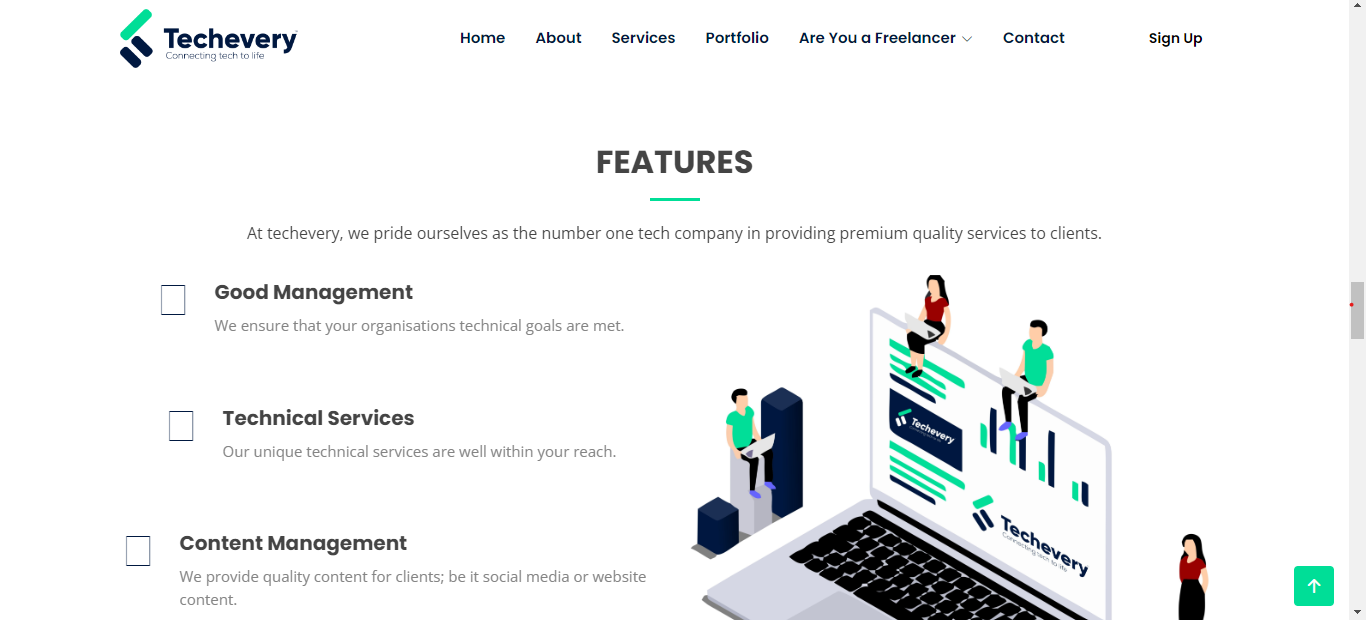 Techevery
Connecting tech to life
Home About Services Portfolio Are You a Freelancer Contact Sign Up
FEATURES
At techevery, we pride ourselves as the number one tech company in providing premium quality services to clients.
Good Management
We ensure that your organisations technical goals are met.
Technical Services
Our unique technical services are well within your reach.
Content Management
We provide quality content for clients; be it social media or website
content.
Techevery
Techevery
Connecting tech to life